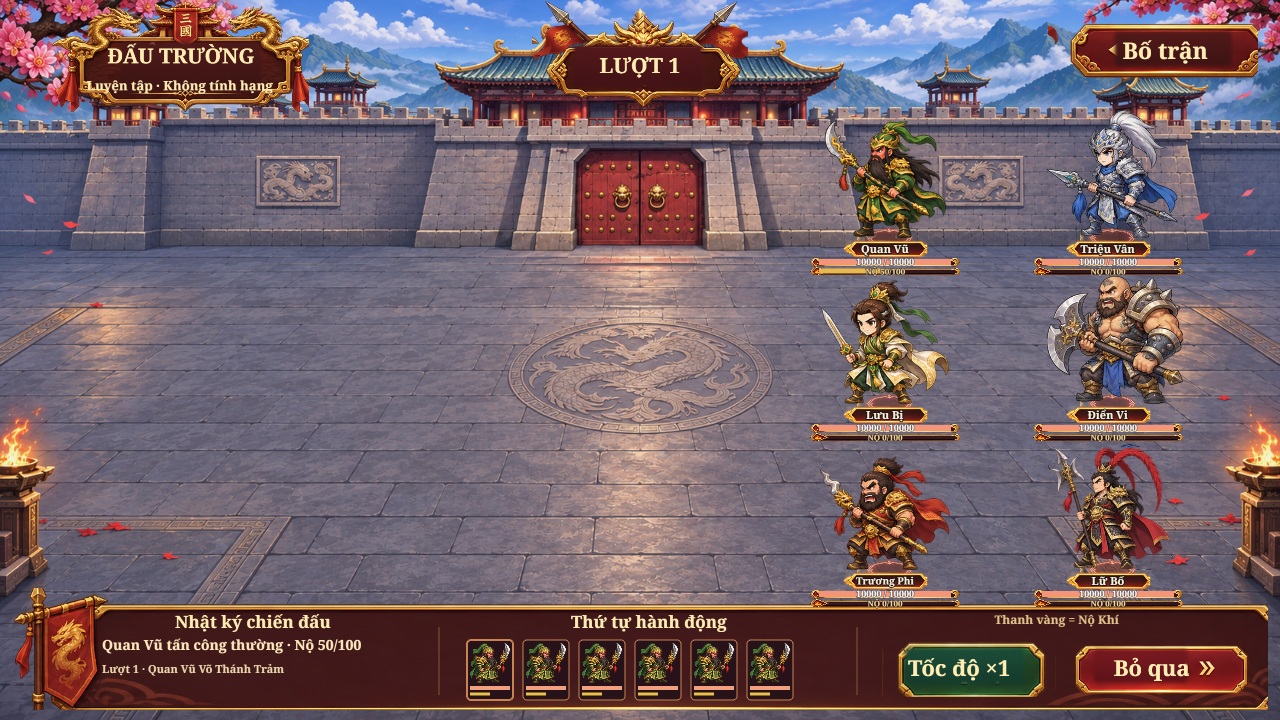 三國
ĐẤU TRƯỜNG
Luyện tập · Không tính hạng
LƯỢT 1
Bố trận
Quan Vũ
10000 / 10000
NỘ 50/100
Triệu Vân
10000 / 10000
NỘ 0/100
Lưu Bị
10000 / 10000
NỘ 0/100
Điển Vi
10000 / 10000
NỘ 0/100
Trương Phi
10000 / 10000
NỘ 0/100
Lữ Bố
10000 / 10000
NỘ 0/100
Nhật ký chiến đấu
Quan Vũ tấn công thường · Nộ 50/100
Lượt 1 · Quan Vũ Võ Thánh Trảm
Thứ tự hành động
Thanh vàng = Nộ Khí
Tốc độ ×1
Bỏ qua »